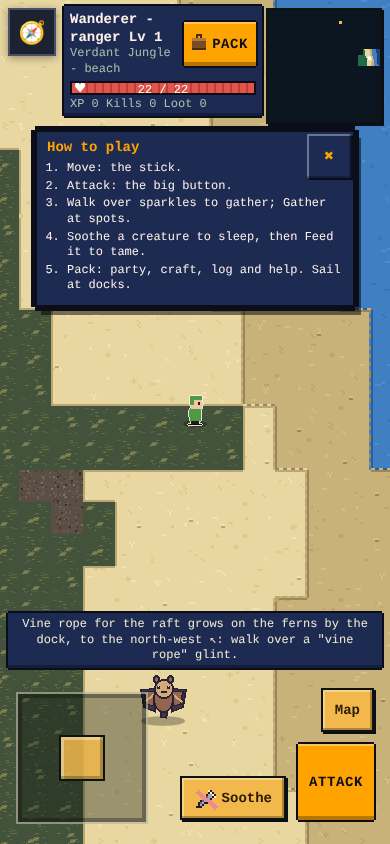 Wanderer -
ranger Lv 1
Verdant Jungle
- beach
PACK
22 / 22
XP 0 Kills 0 Loot 0
How to play
1. Move: the stick.
2. Attack: the big button.
3. Walk over sparkles to gather; Gather
at spots.
4. Soothe a creature to sleep, then Feed
it to tame.
5. Pack: party, craft, log and help. Sail
at docks.
Vine rope for the raft grows on the ferns by the
dock, to the north-west ↖: walk over a "vine
rope" glint.
Map
ATTACK
Soothe